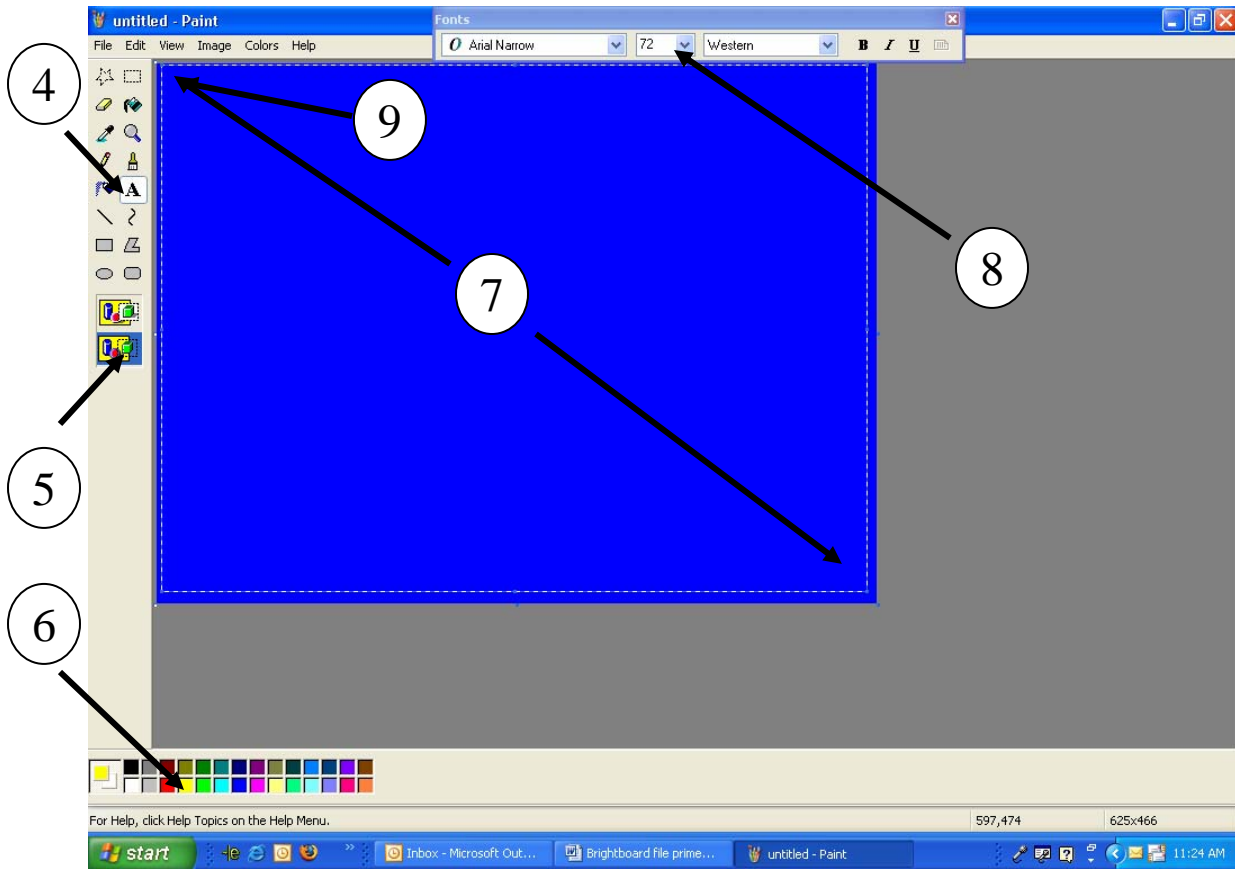 untitled - Paint
Fonts
File Edit View Image Colors Help
Arial Narrow 72 Western B I U
4
A
9
7
8
5
6
For Help, click Help Topics on the Help Menu. 597,474 625x466
start Inbox - Microsoft Out... Brightboard file prime... untitled - Paint 11:24 AM